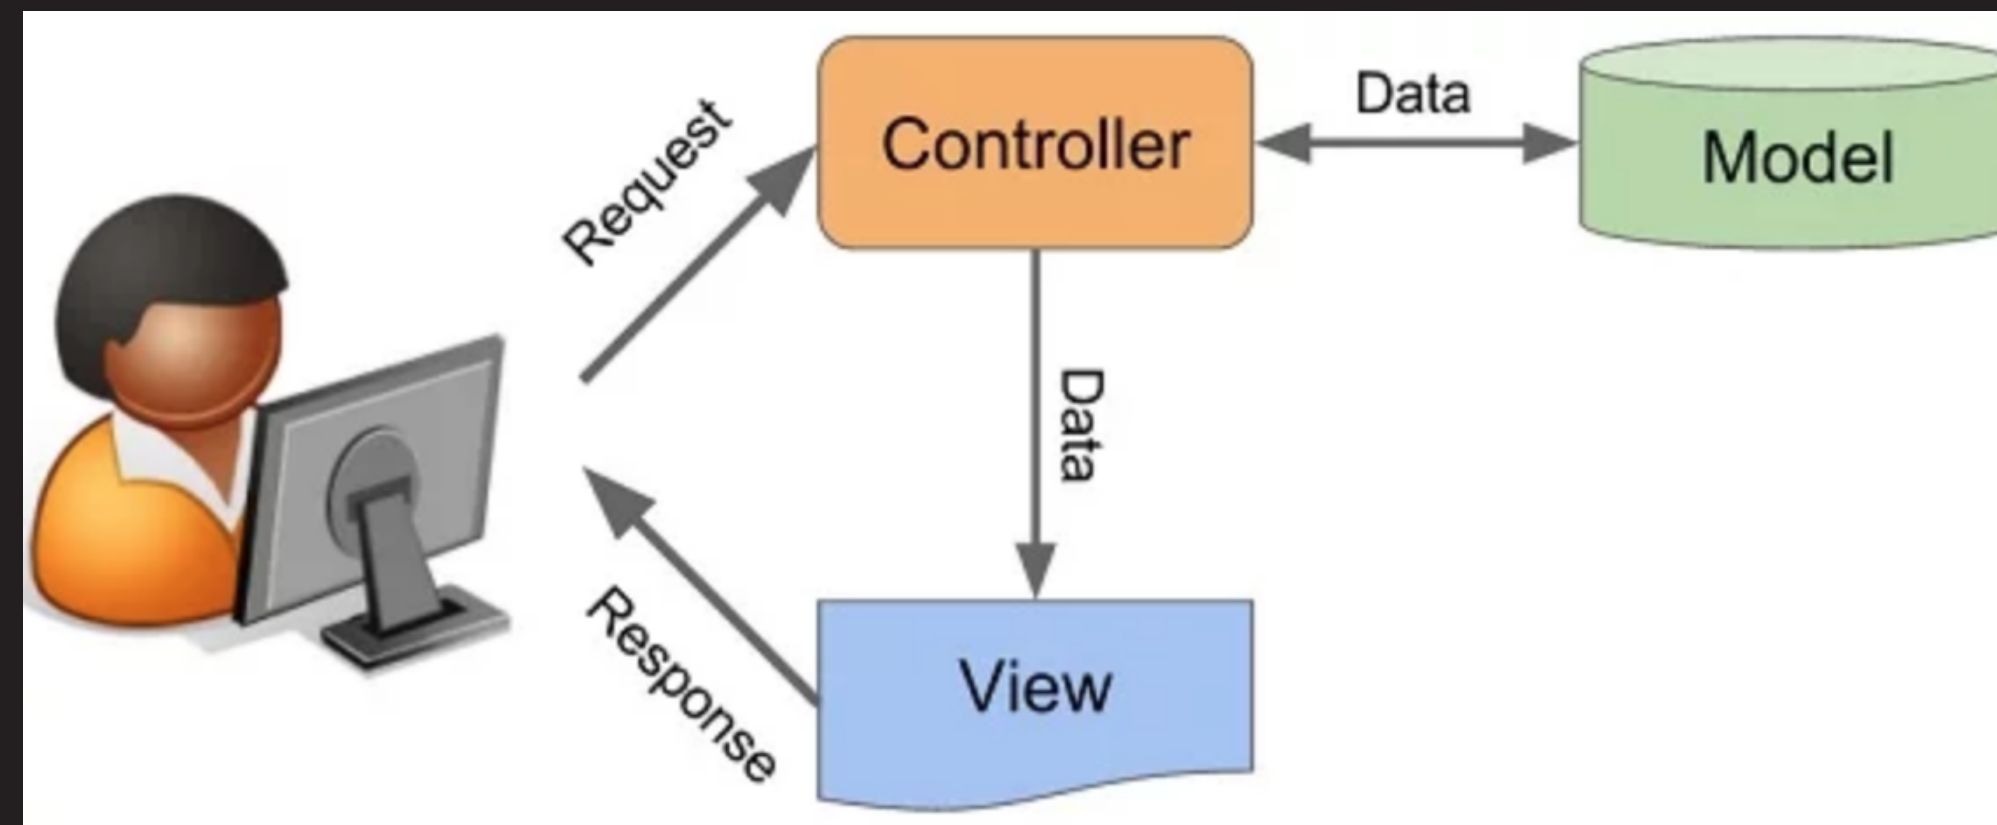 Request
Controller
Data
Model
Data
Response
View